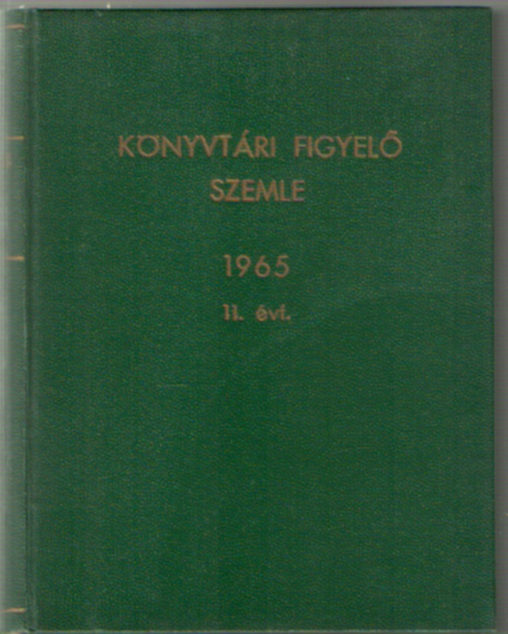 KÖNYVTÁRI FIGYELŐ
SZEMLE
1965
11. évf.